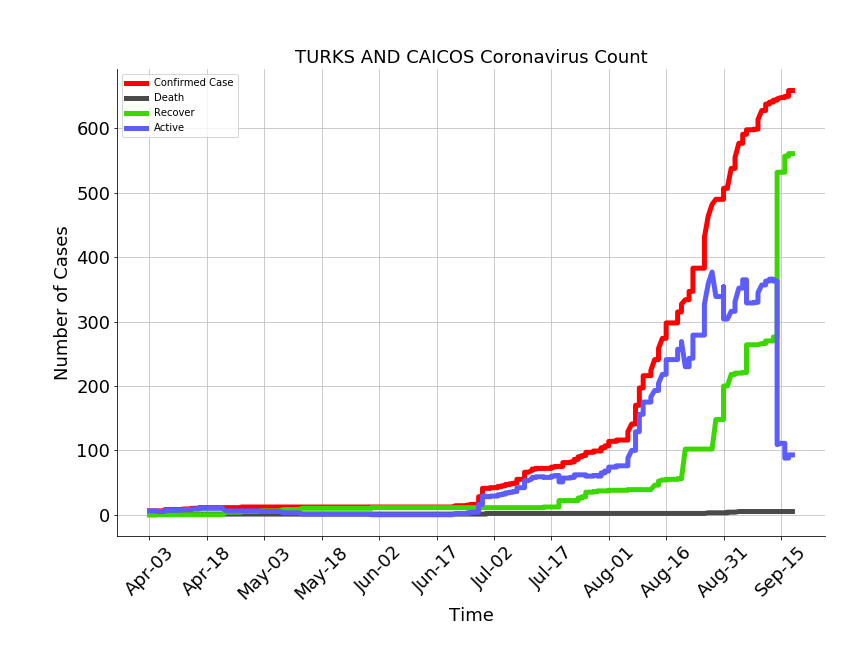 TURKS AND CAICOS Coronavirus Count
Confirmed Case
Death
Recover
Active
Number of Cases
600
500
400
300
200
100
0
Apr-03
Apr-18
May-03
May-18
Jun-02
Jun-17
Jul-02
Jul-17
Aug-01
Aug-16
Aug-31
Sep-15
Time